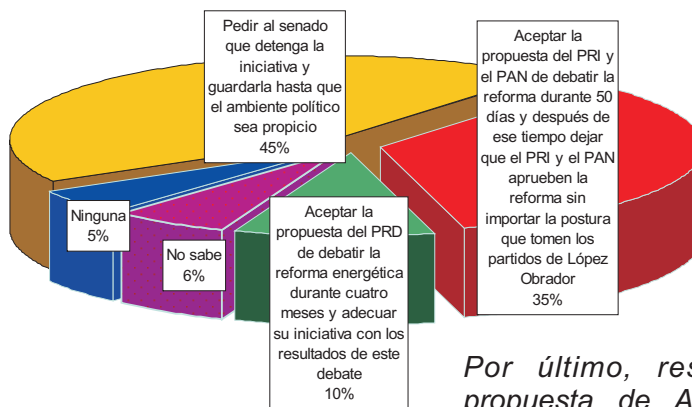 Pedir al senado
que detenga la
iniciativa y
guardarla hasta que
el ambiente político
sea propicio
45%
Aceptar la
propuesta del PRI y
el PAN de debatir la
reforma durante 50
días y después de
ese tiempo dejar
que el PRI y el PAN
aprueben la
reforma sin
importar la postura
que tomen los
partidos de López
Obrador
35%
Ninguna
5%
No sabe
6%
Aceptar la
propuesta del PRD
de debatir la
reforma energética
durante cuatro
meses y adecuar
su iniciativa con los
resultados de este
debate
10%
Por último,
propuesta de